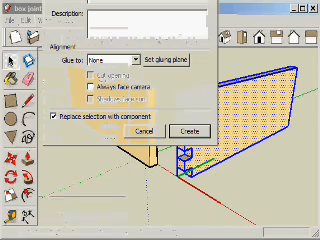 box joint
Description:
Alignment
Glue to:
None
Set gluing plane
Cut opening
Always face camera
Shadows face sun
Replace selection with component
Cancel
Create